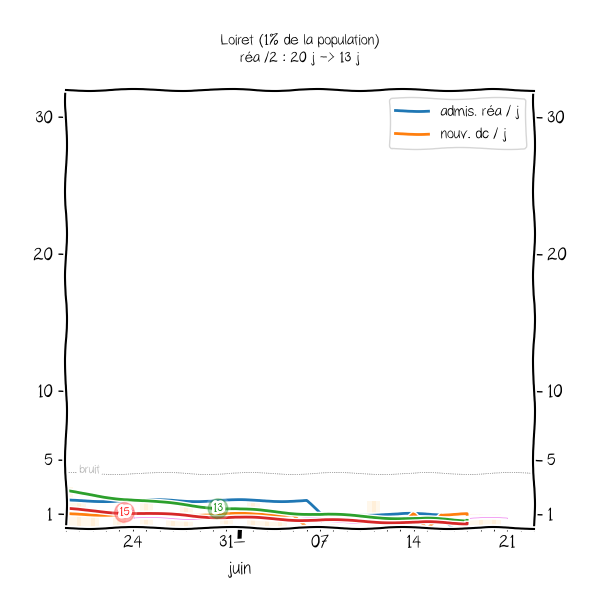 Loiret (1% de la population)
réa /2 : 20 j -> 13 j
admis. réa / j
nouv. dc / j
30 30
20 20
10 10
5 5
bruit
1 1
15 13
24 31 07 14 21
juin